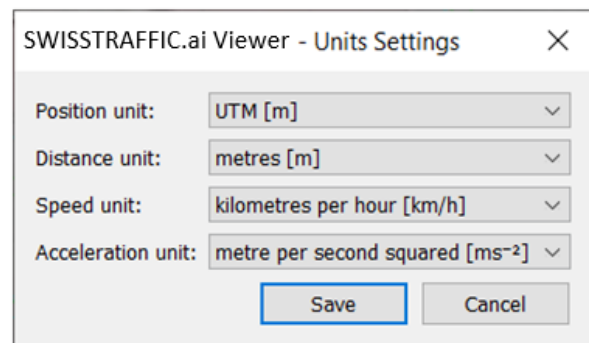 SWISSTRAFFIC.ai Viewer - Units Settings
Position unit: UTM [m]
Distance unit: metres [m]
Speed unit: kilometres per hour [km/h]
Acceleration unit: metre per second squared [ms⁻²]
Save Cancel